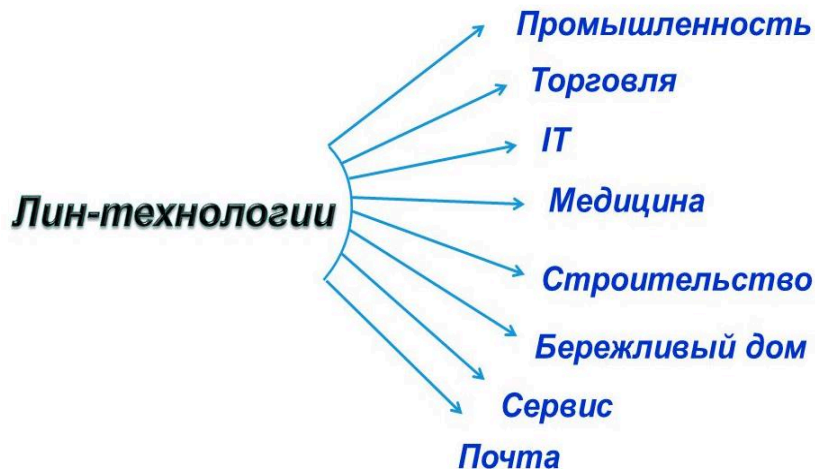 Промышленность
Торговля
IT
Медицина
Лин-технологии
Строительство
Бережливый дом
Сервис
Почта